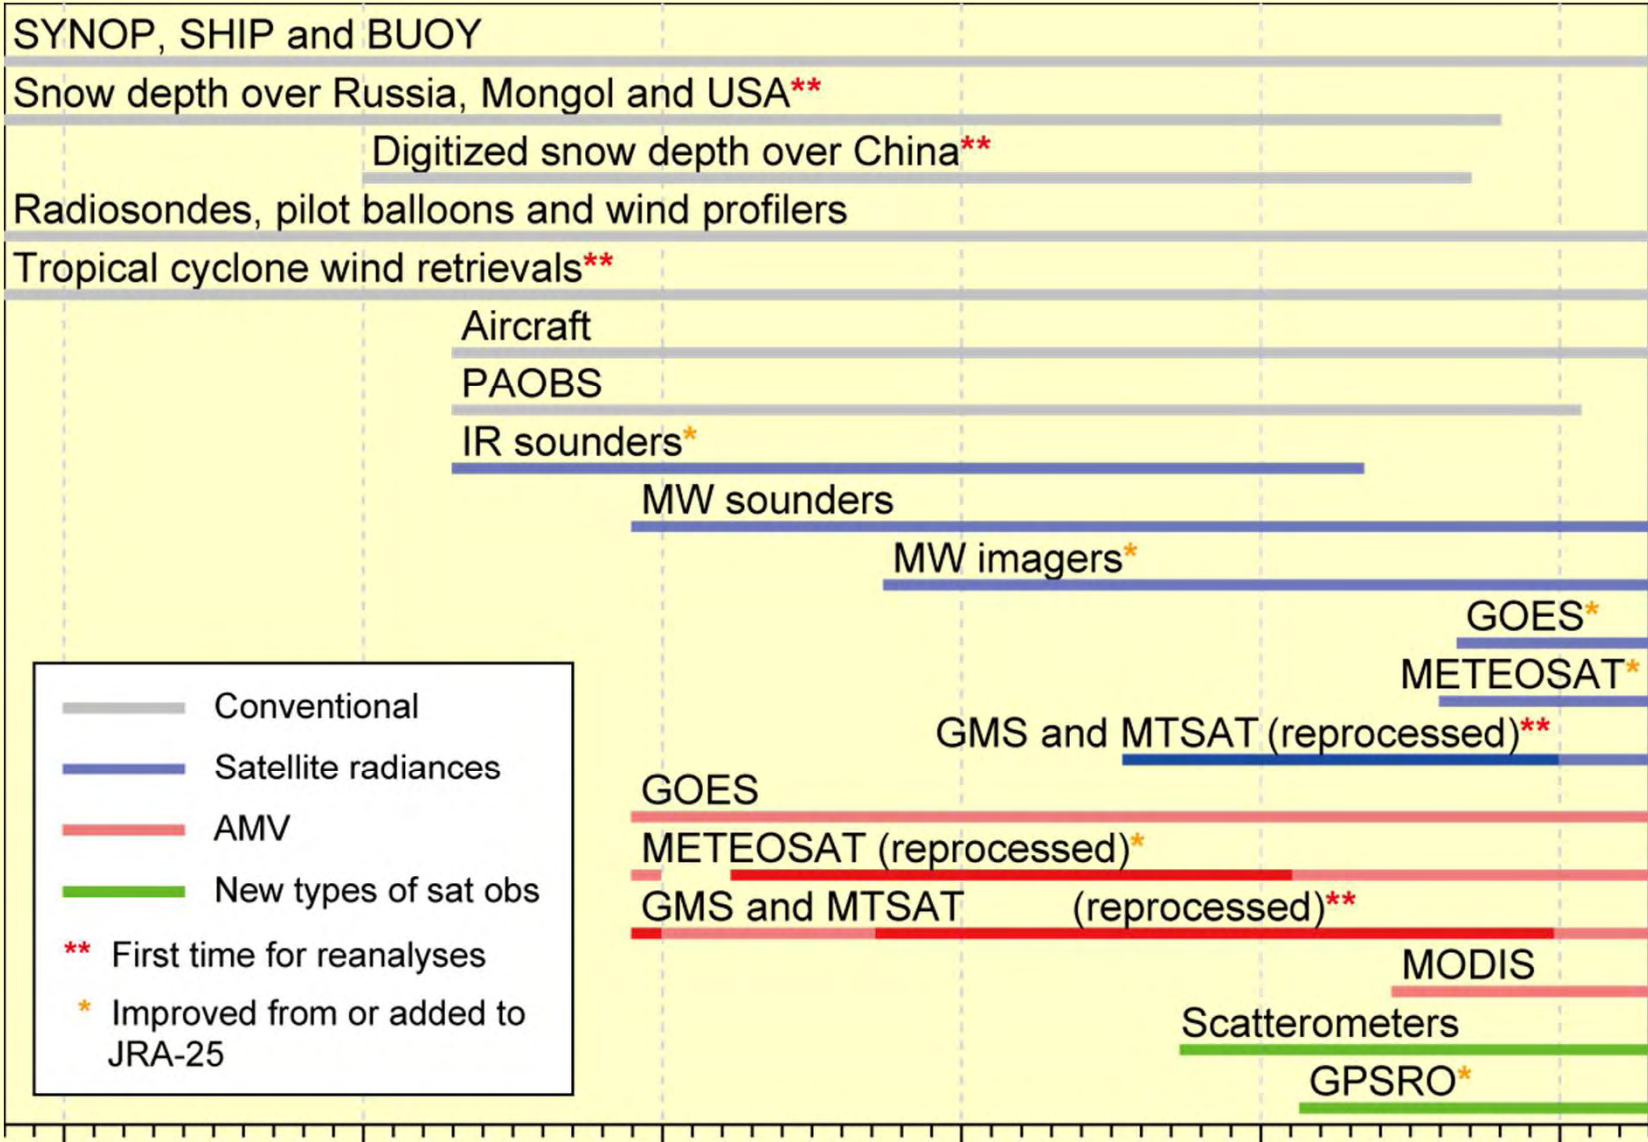 SYNOP, SHIP and BUOY
Snow depth over Russia, Mongol and USA**
Digitized snow depth over China**
Radiosondes, pilot balloons and wind profilers
Tropical cyclone wind retrievals**
Aircraft
PAOBS
IR sounders*
MW sounders
MW imagers*
GOES*
METEOSAT*
GMS and MTSAT (reprocessed)**
GOES
METEOSAT (reprocessed)*
GMS and MTSAT (reprocessed)**
MODIS
Scatterometers
GPSRO*
Conventional
Satellite radiances
AMV
New types of sat obs
** First time for reanalyses
* Improved from or added to
JRA-25